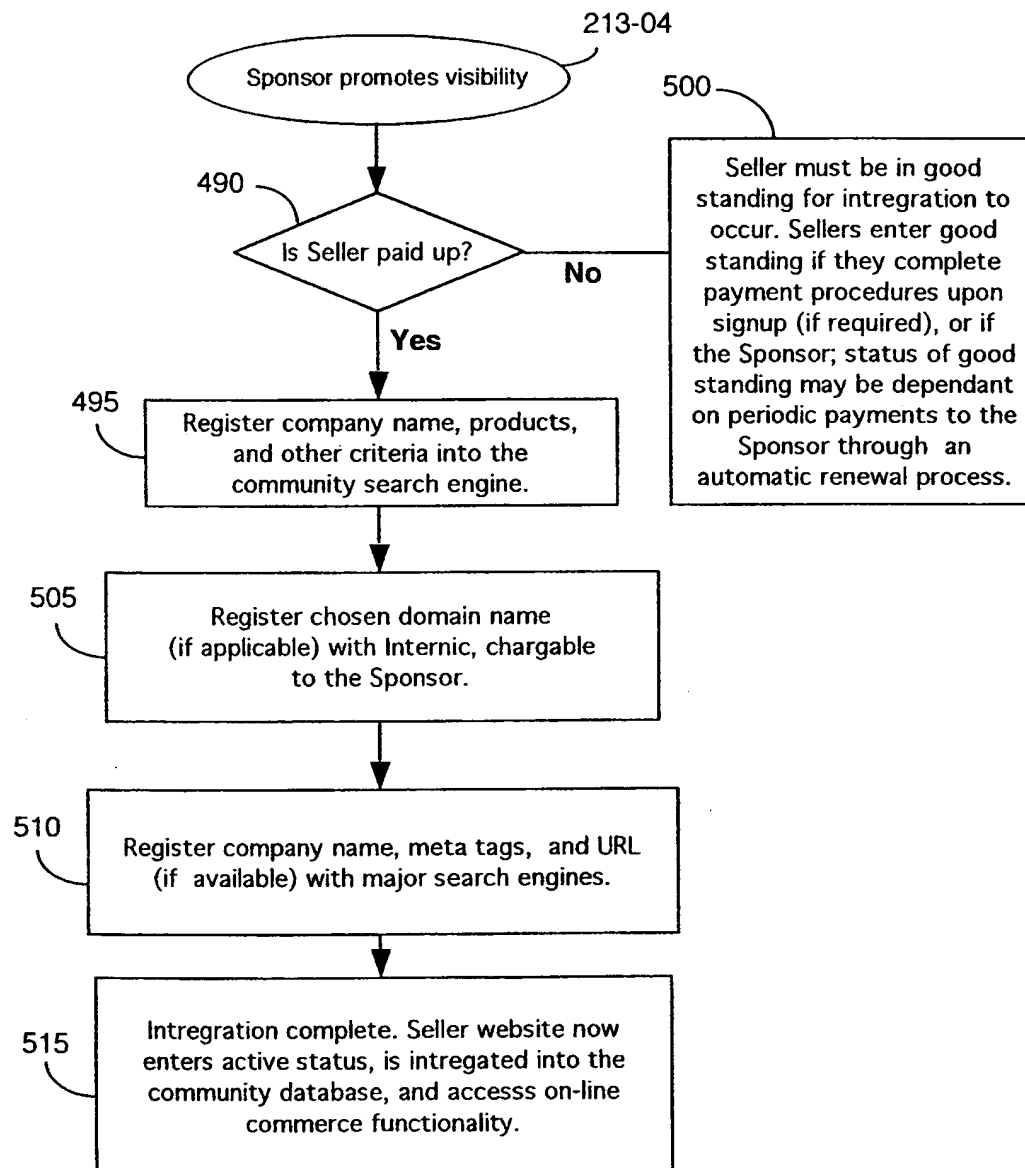 213-04
Sponsor promotes visibility
500
490
Is Seller paid up?
No
Yes
Seller must be in good
standing for intregration to
occur. Sellers enter good
standing if they complete
payment procedures upon
signup (if required), or if
the Sponsor; status of good
standing may be dependant
on periodic payments to the
Sponsor through an
automatic renewal process.
495
Register company name, products,
and other criteria into the
community search engine.
505
Register chosen domain name
(if applicable) with Internic, chargable
to the Sponsor.
510
Register company name, meta tags, and URL
(if available) with major search engines.
515
Intregration complete. Seller website now
enters active status, is intregated into the
community database, and accesss on-line
commerce functionality.